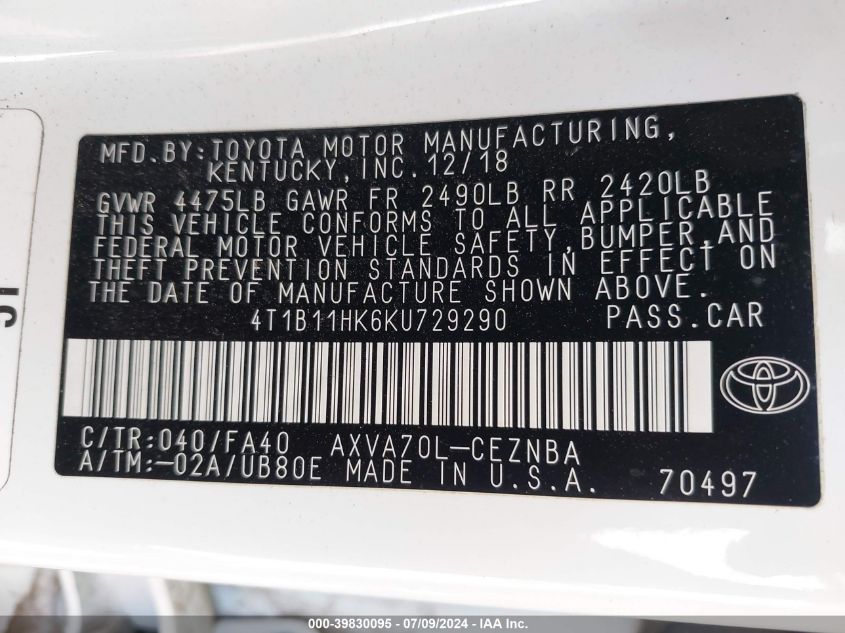 MFD.BY:TOYOTA MOTOR MANUFACTURING,
KENTUCKY,INC.12/18
GVWR 4475LB GAWR FR 2490LB RR 2420LB
THIS VEHICLE CONFORMS TO ALL APPLICABLE
FEDERAL MOTOR VEHICLE SAFETY,BUMPER,AND
THEFT PREVENTION STANDARDS IN EFFECT ON
THE DATE OF MANUFACTURE SHOWN ABOVE.
4T1B11HK6KU729290 PASS.CAR
C/TR:040/FA40 AXVA70L-CEZNBA
A/TM:-02A/UB80E MADE IN U.S.A. 70497
000-39830095 - 07/09/2024 - IAA Inc.